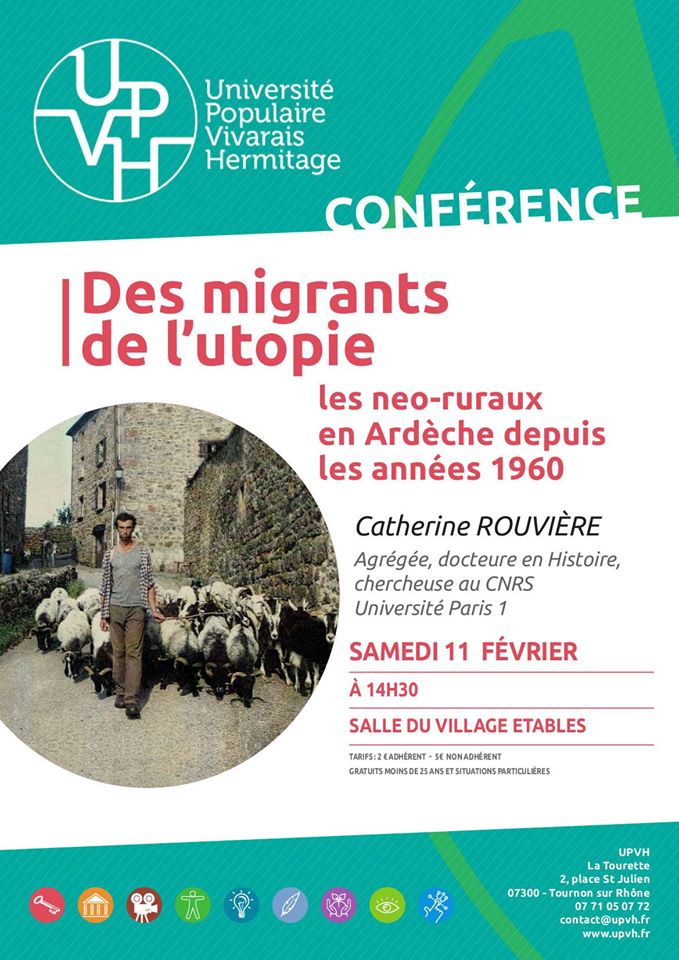 UPVH
Université
Populaire
Vivarais
Hermitage
CONFÉRENCE
Des migrants
de l'utopie
les neo-ruraux
en Ardèche depuis
les années 1960
Catherine ROUVIÈRE
Agrégée, docteure en Histoire,
chercheuse au CNRS
Université Paris 1
SAMEDI 11 FÉVRIER
À 14H30
SALLE DU VILLAGE ETABLES
TARIFS : 2 € ADHÈRENT - 5€ NON ADHÈRENT
GRATUITS MOINS DE 25 ANS ET SITUATIONS PARTICULIÈRES
UPVH
La Tourette
2, place St Julien
07300 - Tournon sur Rhône
07 71 05 07 72
contact@upvh.fr
www.upvh.fr